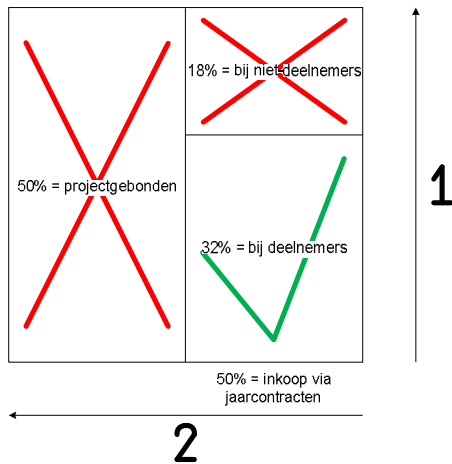 18% = bij niet-deelnemers
50% = projectgebonden
1
32% = bij deelnemers
50% = inkoop via
jaarcontracten
2